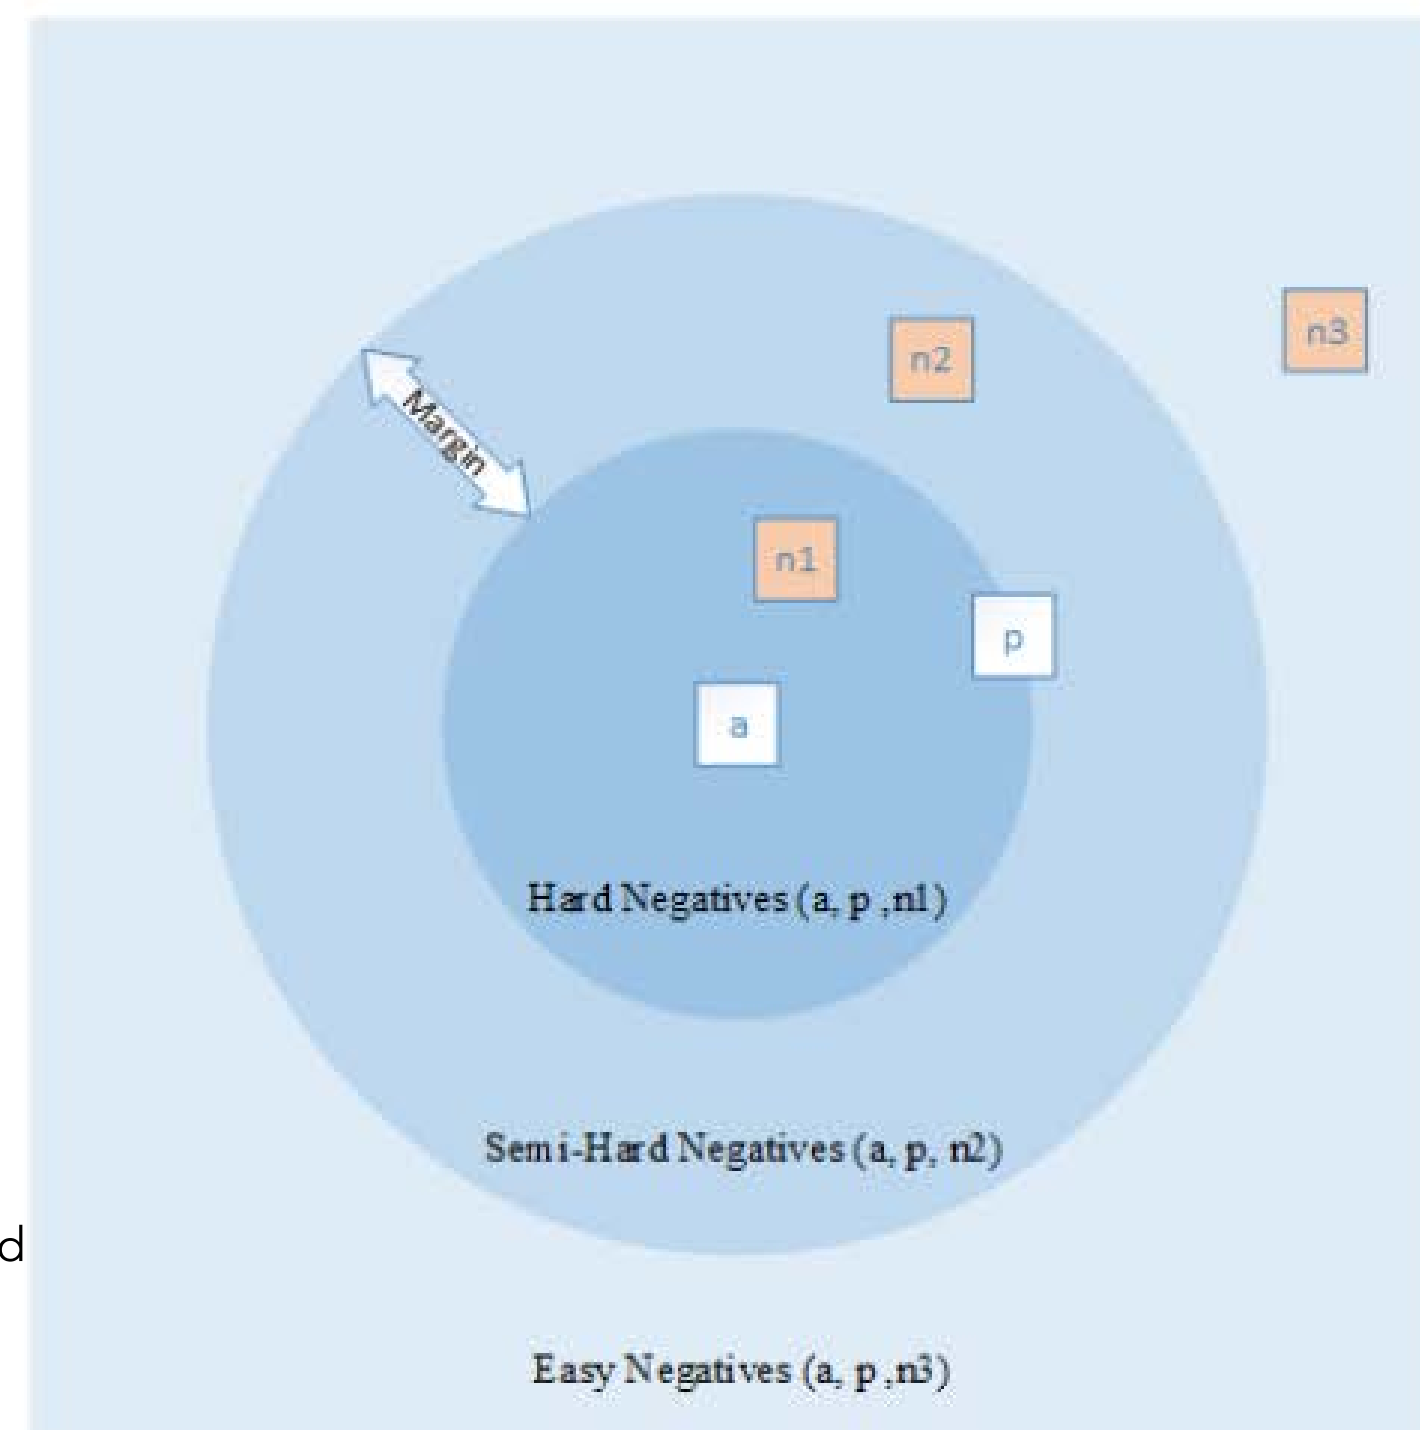 n3
n2
Margin
n1
p
a
Hard Negatives (a, p ,n1)
Semi-Hard Negatives (a, p, n2)
d
Easy Negatives (a, p ,n3)